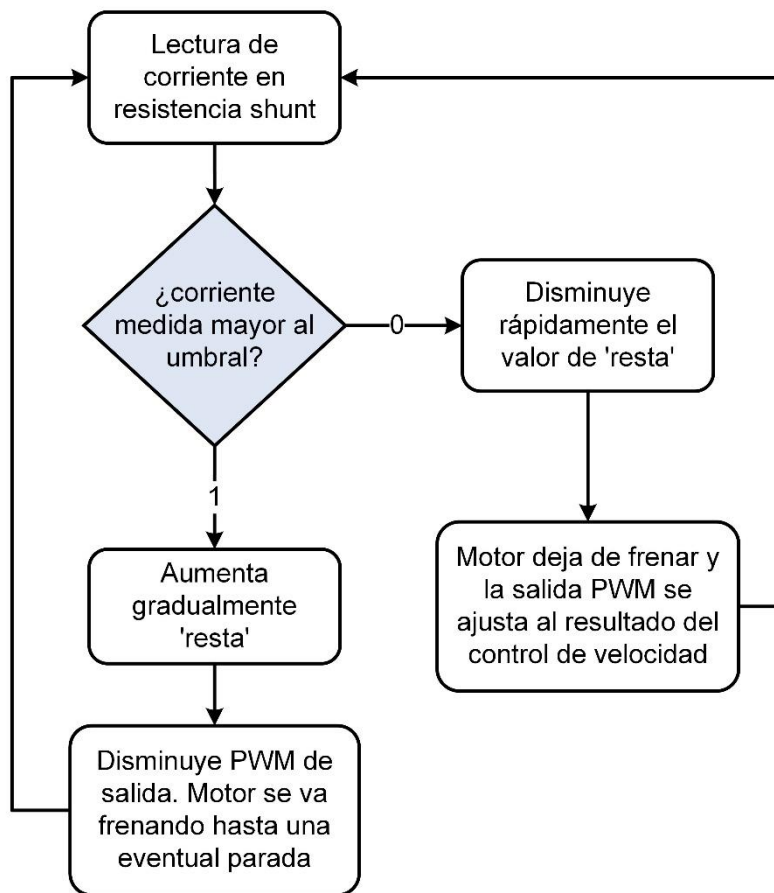 Lectura de
corriente en
resistencia shunt
¿corriente
medida mayor al
umbral?
0
Disminuye
rápidamente el
valor de 'resta'
1
Aumenta
gradualmente
'resta'
Motor deja de frenar y
la salida PWM se
ajusta al resultado del
control de velocidad
Disminuye PWM de
salida. Motor se va
frenando hasta una
eventual parada